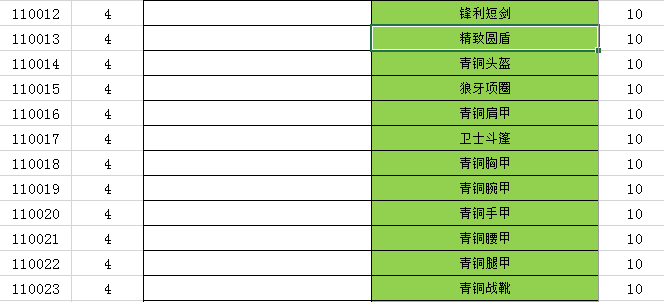 110012 4 锋利短剑 10
110013 4 精致圆盾 10
110014 4 青铜头盔 10
110015 4 狼牙项圈 10
110016 4 青铜肩甲 10
110017 4 卫士斗篷 10
110018 4 青铜胸甲 10
110019 4 青铜腕甲 10
110020 4 青铜手甲 10
110021 4 青铜腰甲 10
110022 4 青铜腿甲 10
110023 4 青铜战靴 10